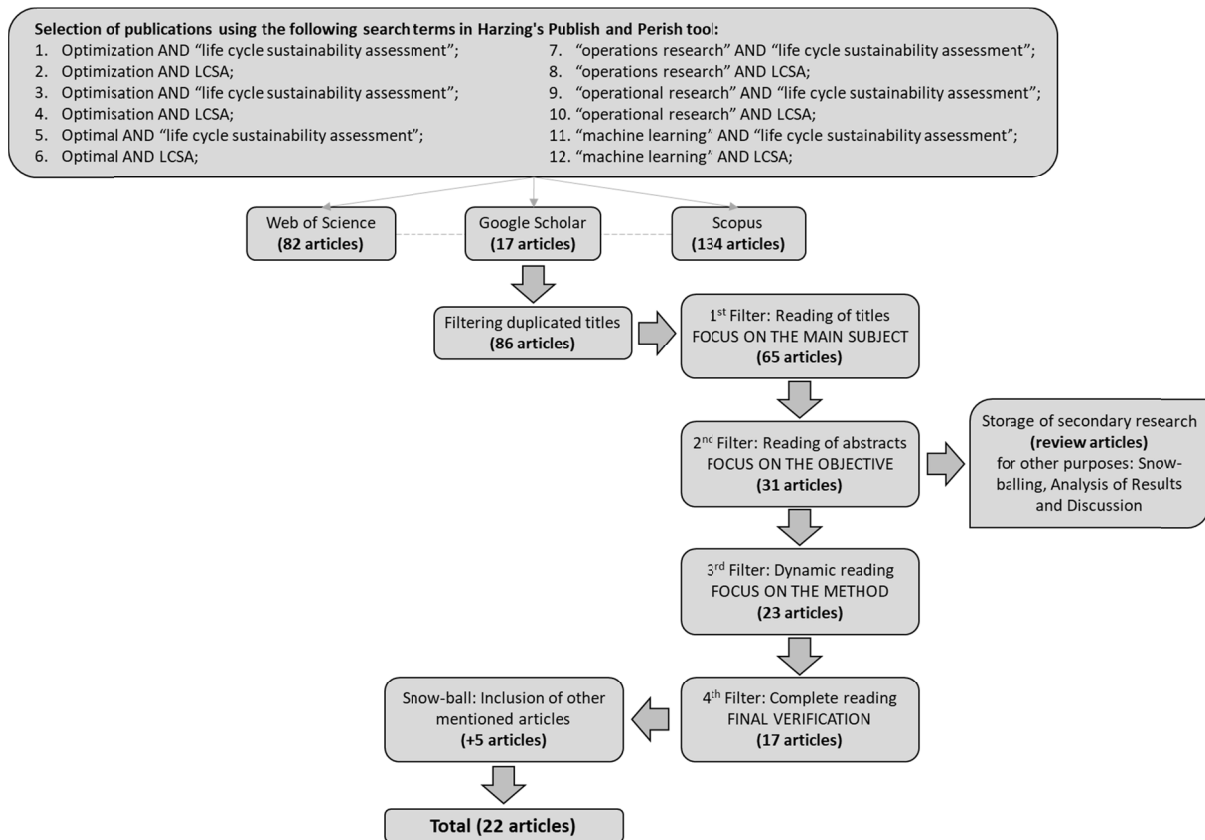 Selection of publications using the following search terms in Harzing's Publish and Perish tool:
1. Optimization AND “life cycle sustainability assessment”;
2. Optimization AND LCSA;
3. Optimisation AND “life cycle sustainability assessment”;
4. Optimisation AND LCSA;
5. Optimal AND “life cycle sustainability assessment”;
6. Optimal AND LCSA;
7. “operations research” AND “life cycle sustainability assessment”;
8. “operations research” AND LCSA;
9. “operational research” AND “life cycle sustainability assessment”;
10. “operational research” AND LCSA;
11. “machine learning’ AND “life cycle sustainability assessment”;
12. “machine learning’ AND LCSA;
Web of Science
(82 articles)
Google Scholar
(17 articles)
Scopus
(134 articles)
Filtering duplicated titles
(86 articles)
1st Filter: Reading of titles
FOCUS ON THE MAIN SUBJECT
(65 articles)
2nd Filter: Reading of abstracts
FOCUS ON THE OBJECTIVE
(31 articles)
Storage of secondary research
(review articles)
for other purposes: Snow-
balling, Analysis of Results
and Discussion
3rd Filter: Dynamic reading
FOCUS ON THE METHOD
(23 articles)
4th Filter: Complete reading
FINAL VERIFICATION
(17 articles)
Snow-ball: Inclusion of other
mentioned articles
(+5 articles)
Total (22 articles)